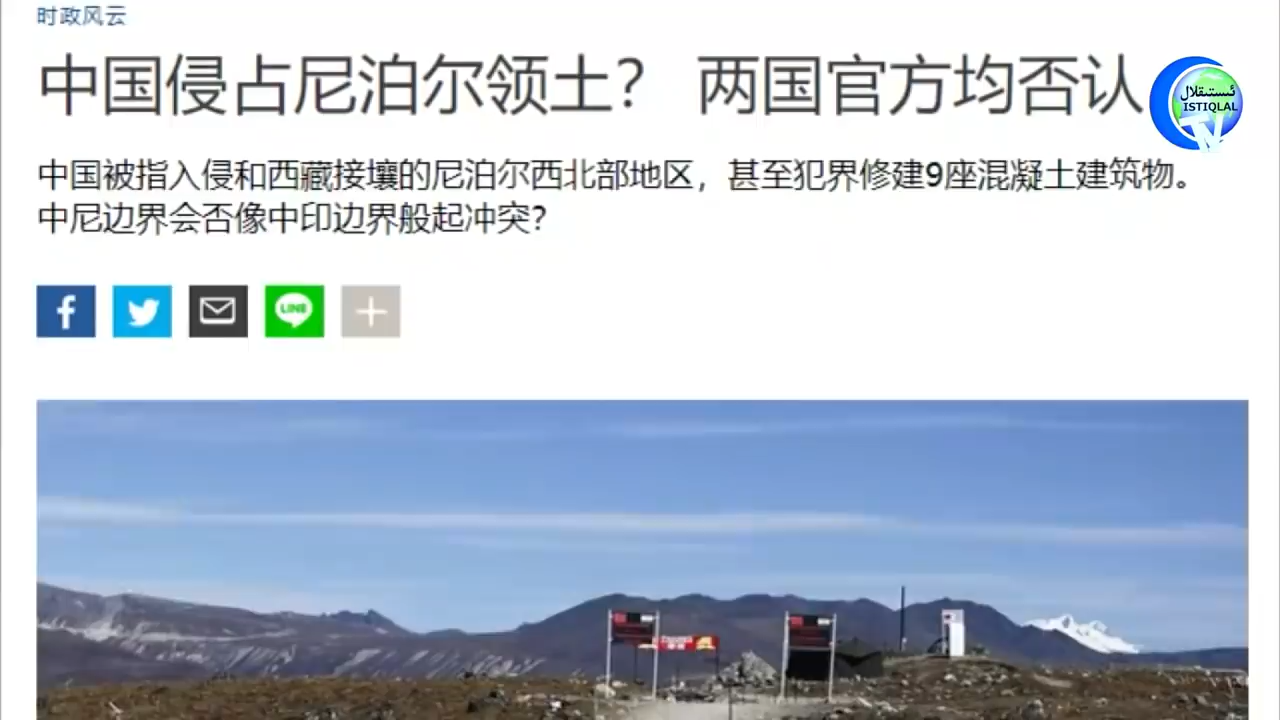 时政风云
中国侵占尼泊尔领土？ 两国官方均否认
ئىستىقلال
ISTIQLAL
TV
中国被指入侵和西藏接壤的尼泊尔西北部地区，甚至犯界修建9座混凝土建筑物。
中尼边界会否像中印边界般起冲突？
LINE